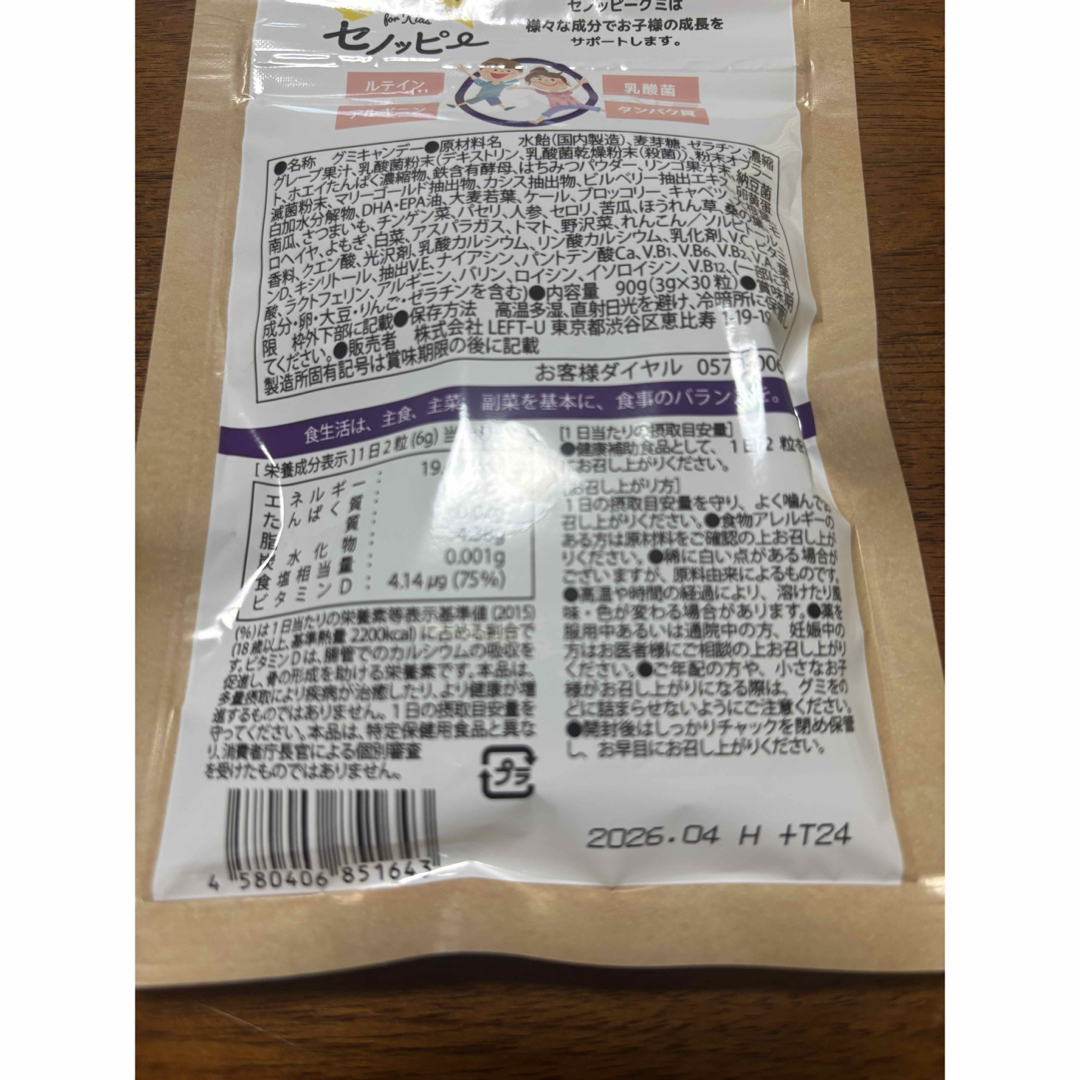 for Kids
セノッピー
セノッピーグミは
様々な成分でお子様の成長を
サポートします。
ルテイン
乳酸菌
アルギニン
タンパク質
●名称 グミキャンデー●原材料名 水飴(国内製造)、麦芽糖、ゼラチン、濃縮
グレープ果汁、乳酸菌粉末(デキストリン、乳酸菌乾燥粉末(殺菌))、粉末オブラー
ト、ホエイたんぱく濃縮物、鉄含有酵母、はちみつパウダー、リンゴ果汁末、納豆菌
滅菌粉末、マリーゴールド抽出物、カシス抽出物、ビルベリー抽出エキス、卵黄蛋
白加水分解物、DHA・EPA油、大麦若葉、ケール、ブロッコリー、キャベツ、
南瓜、さつまいも、チンゲン菜、パセリ、人参、セロリ、苦瓜、ほうれん草、桑の葉、モ
ロヘイヤ、よもぎ、白菜、アスパラガス、トマト、野沢菜、れんこん／ソルビトール、
香料、クエン酸、光沢剤、乳酸カルシウム、リン酸カルシウム、乳化剤、V.C、ビタミ
ンD、キシリトール、抽出V.E、ナイアシン、パントテン酸Ca、V.B1、V.B6、V.B2、V.A、葉
酸、ラクトフェリン、アルギニン、バリン、ロイシン、イソロイシン、V.B12、(一部に乳
成分・卵・大豆・りんご・ゼラチンを含む)●内容量 90g(3g×30粒)●賞味期
限 枠外下部に記載●保存方法 高温多湿、直射日光を避け、冷暗所に保管し
てください。●販売者 株式会社 LEFT-U 東京都渋谷区恵比寿 1-19-19
製造所固有記号は賞味期限の後に記載
お客様ダイヤル 057
食生活は、主食、主菜、副菜を基本に、食事のバランスを。
[栄養成分表示]1日2粒(6g)当
エネルギー : 19.
たんぱく質 :
脂質 :
炭水化物 :
食塩相当量 : 0.001g
ビタミンD : 4.14μg (75%)
(%)は1日当たりの栄養素等表示基準値(2015)
(18歳以上、基準熱量2200kcal)に占める割合で
す。ビタミンDは、腸管でのカルシウムの吸収を
促進し、骨の形成を助ける栄養素です。本品は、
多量摂取により疾病が治癒したり、より健康が増
進するものではありません。1日の摂取目安量を
守ってください。本品は、特定保健用食品と異な
り、消費者庁長官による個別審査
を受けたものではありません。
[1日当たりの摂取目安量]
●健康補助食品として、1日2粒を
にお召し上がりください。
[お召し上がり方]
1日の摂取目安量を守り、よく噛んで
召し上がりください。●食物アレルギーの
ある方は原材料をご確認の上お召し上が
りください。●稀に白い点がある場合が
ございますが、原料由来によるものです。
●高温や時間の経過により、溶けたり風
味・色が変わる場合があります。●薬を
服用中あるいは通院中の方、妊娠中の
方はお医者様にご相談の上お召し上がり
ください。●ご年配の方や、小さなお子
様がお召し上がりになる際は、グミをの
どに詰まらせないようにご注意ください。
●開封後はしっかりチャックを閉め保管
し、お早目にお召し上がりください。
プラ
2026.04 H +T24
4 580406 851643